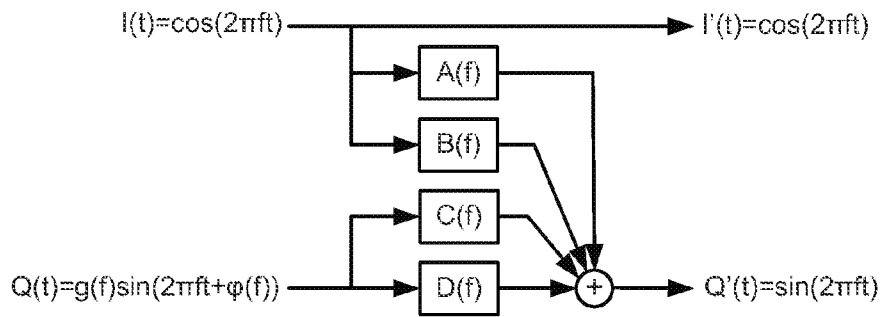 I(t)=cos(2πft)
I'(t)=cos(2πft)
A(f)
B(f)
C(f)
Q(t)=g(f)sin(2πft+φ(f))
D(f)
+
Q'(t)=sin(2πft)